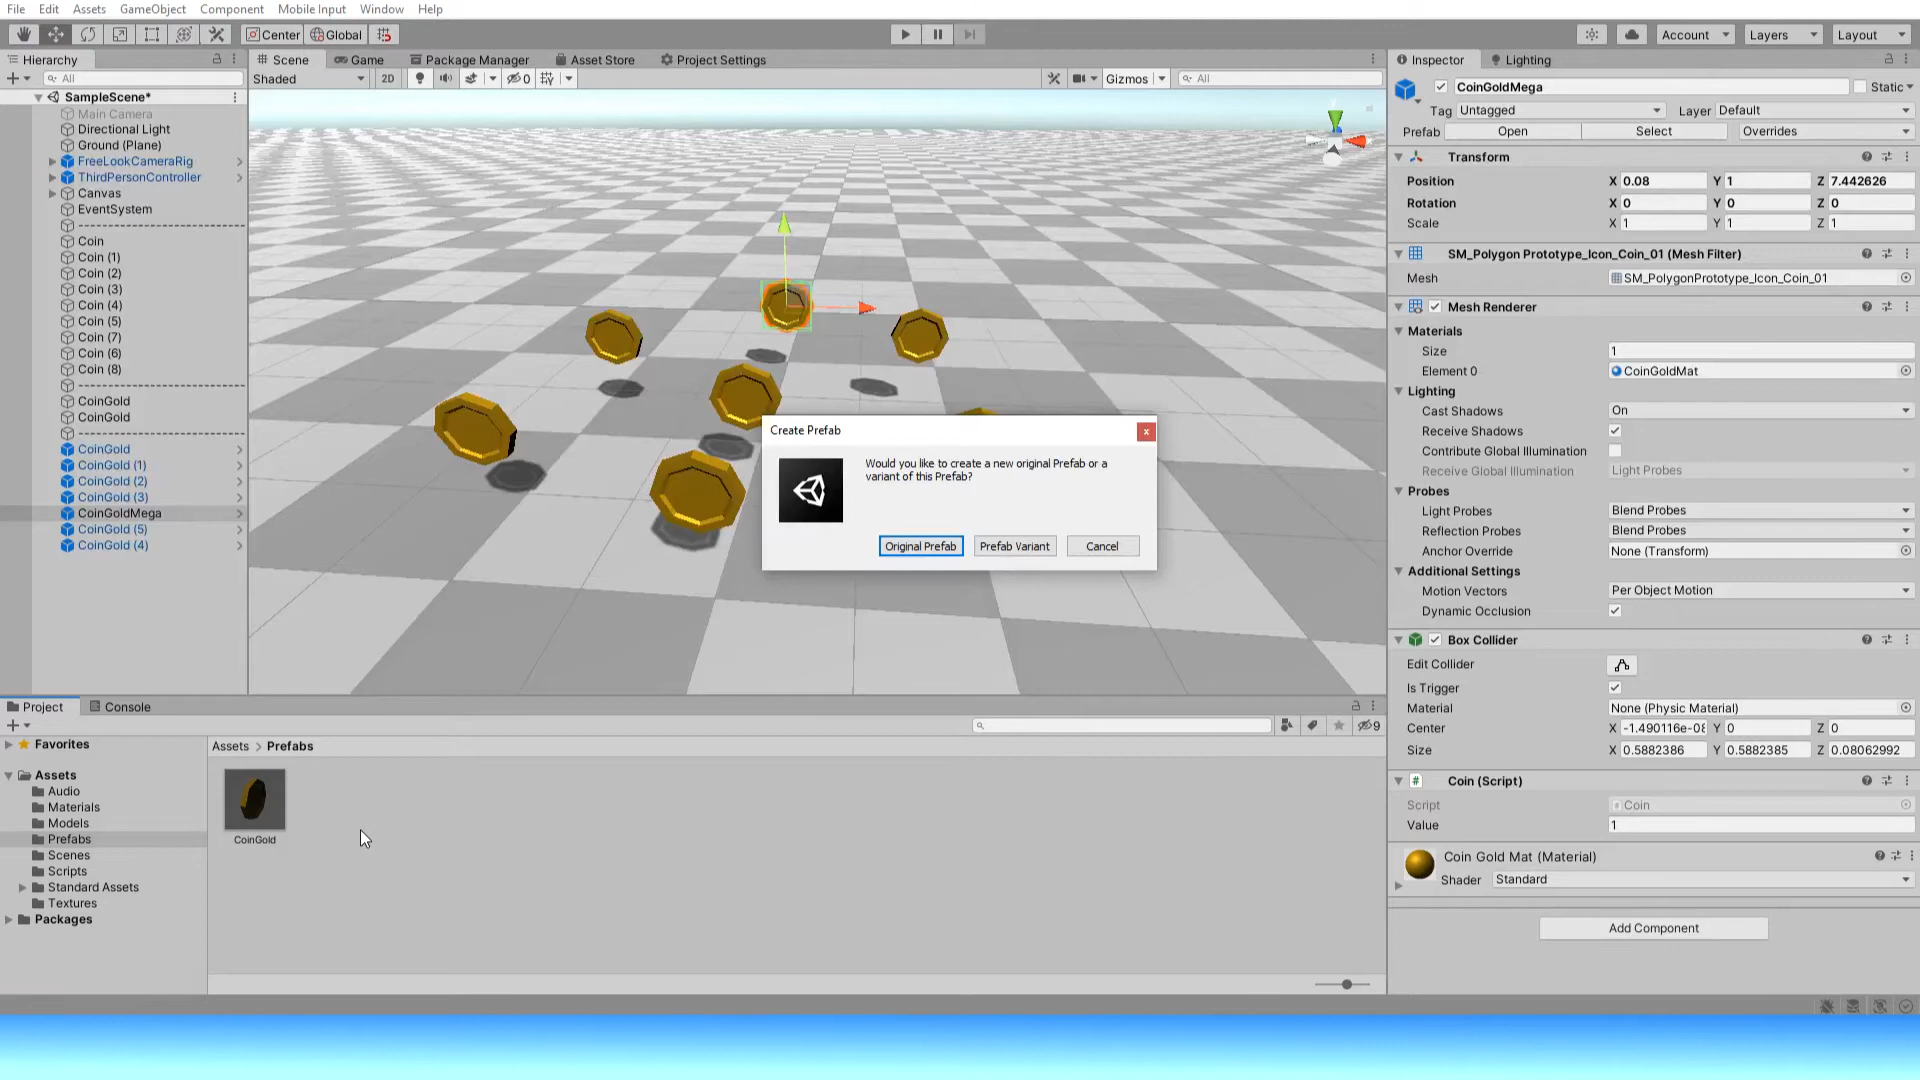 File Edit Assets GameObject Component Mobile Input Window Help
Center Global Account Layers Layout
Hierarchy
All
SampleScene*
Main Camera
Directional Light
Ground (Plane)
FreeLookCameraRig
ThirdPersonController
Canvas
EventSystem
----------------------------
Coin
Coin (1)
Coin (2)
Coin (3)
Coin (4)
Coin (5)
Coin (7)
Coin (6)
Coin (8)
----------------------------
CoinGold
CoinGold
----------------------------
CoinGold
CoinGold (1)
CoinGold (2)
CoinGold (3)
CoinGoldMega
CoinGold (5)
CoinGold (4)
Scene Game Package Manager Asset Store Project Settings
Shaded 2D 0 Gizmos All
Create Prefab
x
Would you like to create a new original Prefab or a
variant of this Prefab?
Original Prefab Prefab Variant Cancel
Inspector Lighting
CoinGoldMega Static
Tag Untagged Layer Default
Prefab Open Select Overrides
Transform
Position X 0.08 Y 1 Z 7.442626
Rotation X 0 Y 0 Z 0
Scale X 1 Y 1 Z 1
SM_Polygon Prototype_Icon_Coin_01 (Mesh Filter)
Mesh SM_PolygonPrototype_Icon_Coin_01
Mesh Renderer
Materials
Size 1
Element 0 CoinGoldMat
Lighting
Cast Shadows On
Receive Shadows
Contribute Global Illumination
Receive Global Illumination Light Probes
Probes
Light Probes Blend Probes
Reflection Probes Blend Probes
Anchor Override None (Transform)
Additional Settings
Motion Vectors Per Object Motion
Dynamic Occlusion
Box Collider
Edit Collider
Is Trigger
Material None (Physic Material)
Center X -1.490116e-08 Y 0 Z 0
Size X 0.5882386 Y 0.5882385 Z 0.08062992
# Coin (Script)
Script Coin
Value 1
Coin Gold Mat (Material)
Shader Standard
Add Component
Project Console
9
Favorites
Assets
Audio
Materials
Models
Prefabs
Scenes
Scripts
Standard Assets
Textures
Packages
Assets > Prefabs
CoinGold